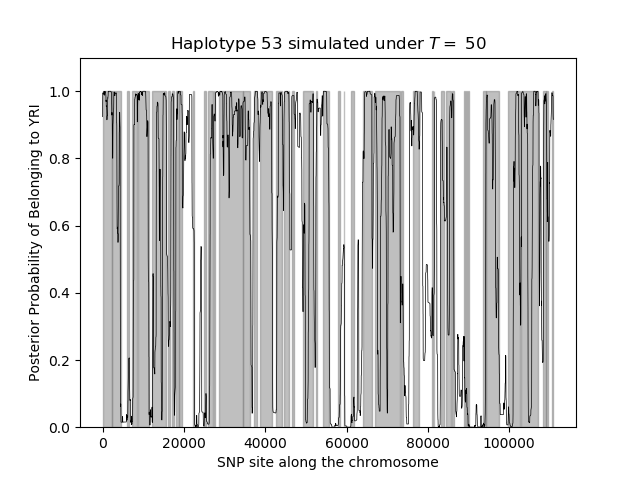 Haplotype 53 simulated under T = 50
Posterior Probability of Belonging to YRI
1.0
0.8
0.6
0.4
0.2
0.0
0 20000 40000 60000 80000 100000
SNP site along the chromosome